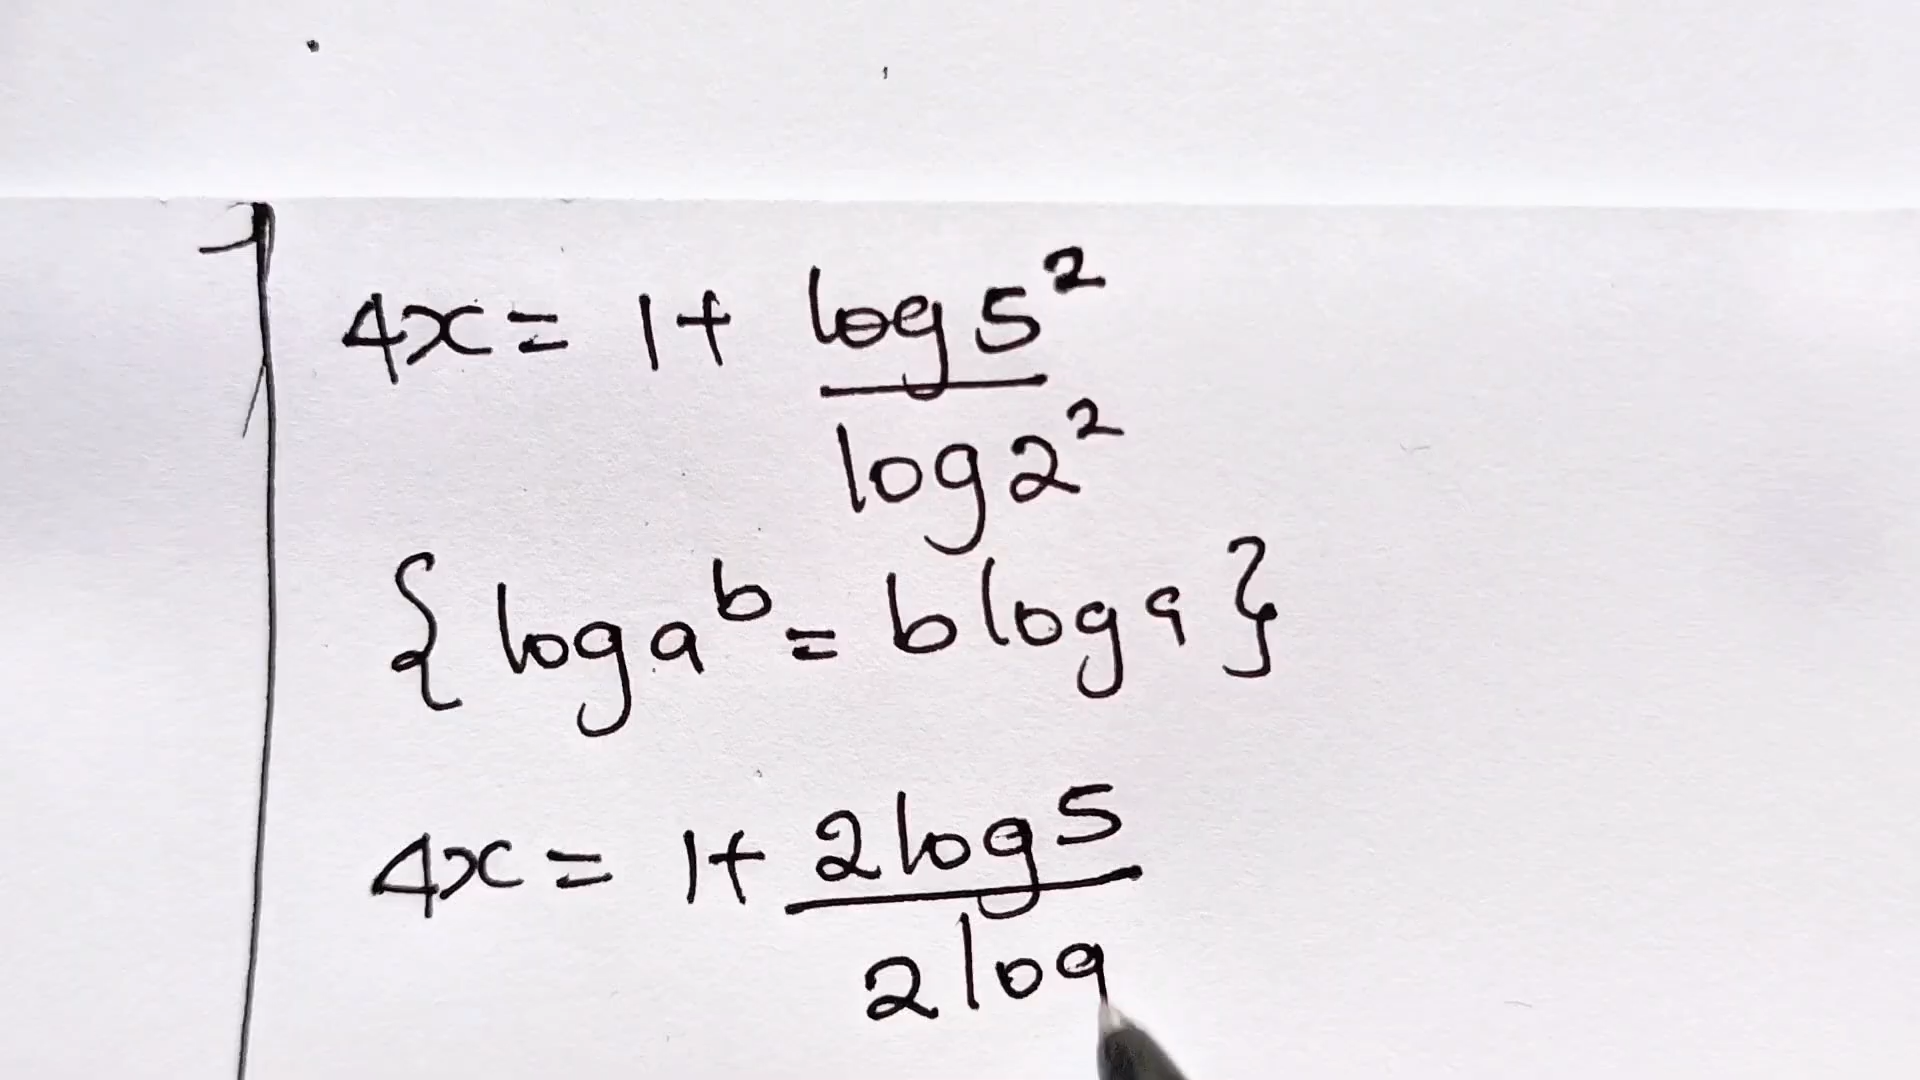 4x = 1 + log 5²
log 2²
{ log a^b = b log a }
4x = 1 + 2 log 5
2 log